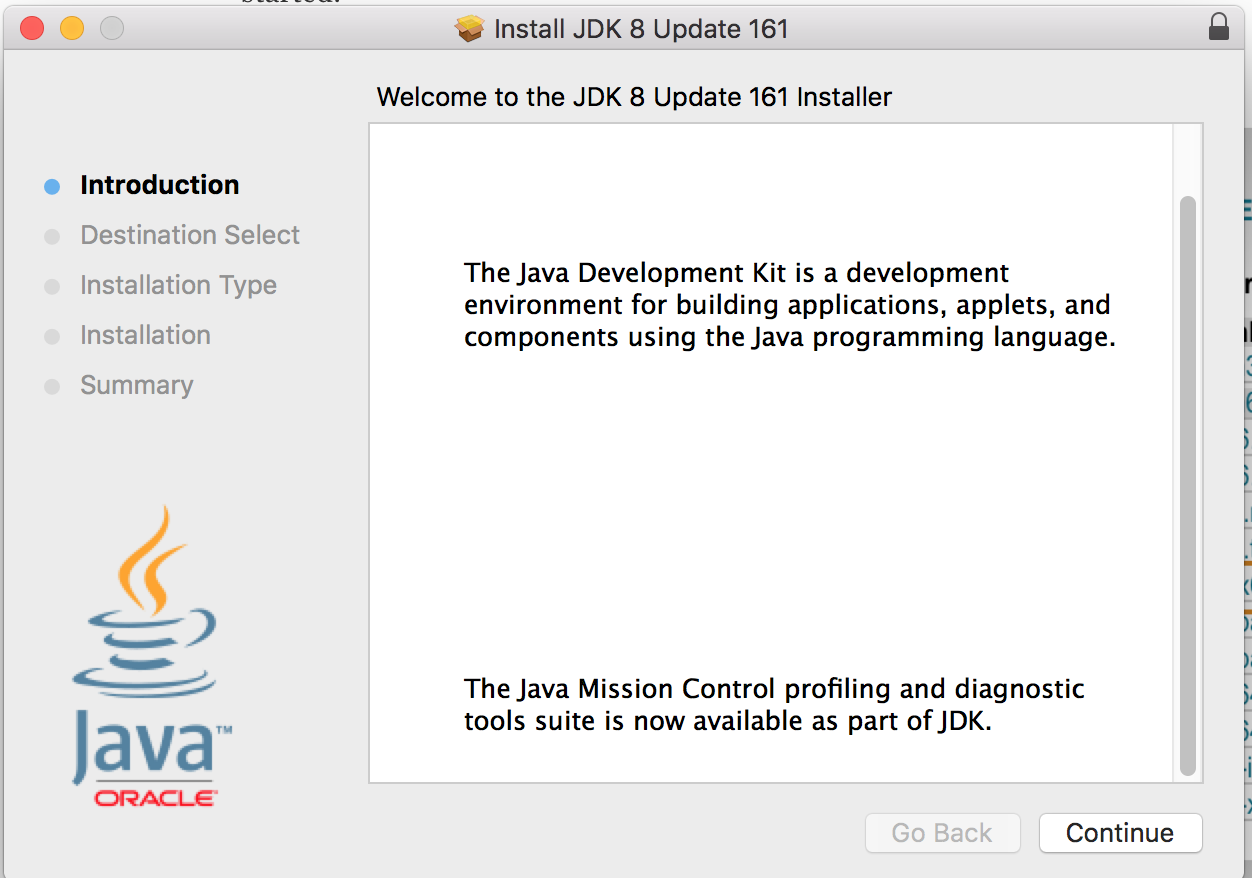 started.
Install JDK 8 Update 161
Welcome to the JDK 8 Update 161 Installer
Introduction
Destination Select
Installation Type
Installation
Summary
The Java Development Kit is a development
environment for building applications, applets, and
components using the Java programming language.
The Java Mission Control profiling and diagnostic
tools suite is now available as part of JDK.
Java™
ORACLE
Go Back
Continue